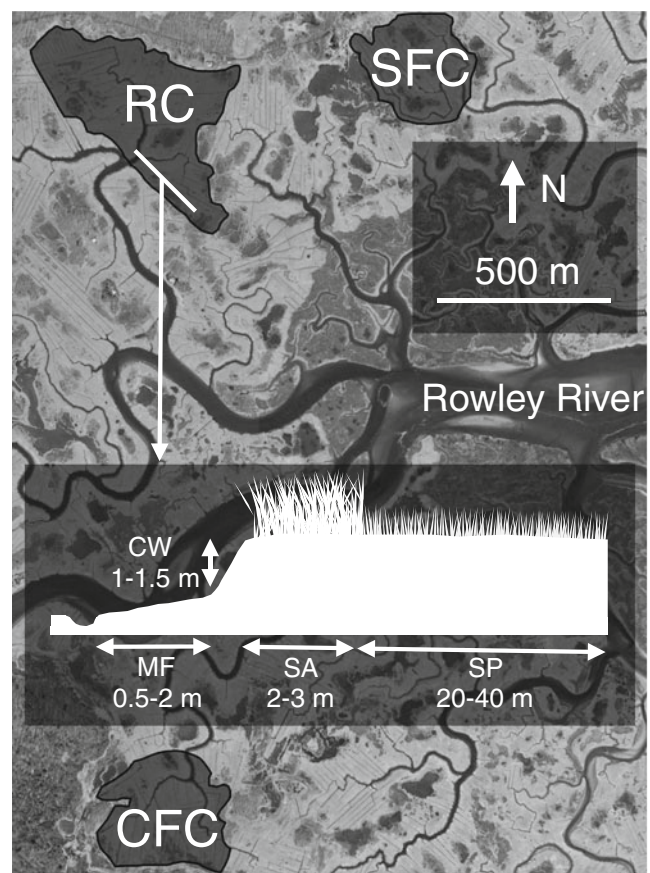 RC
SFC
N
500 m
Rowley River
CW
1-1.5 m
MF
0.5-2 m
SA
2-3 m
SP
20-40 m
CFC